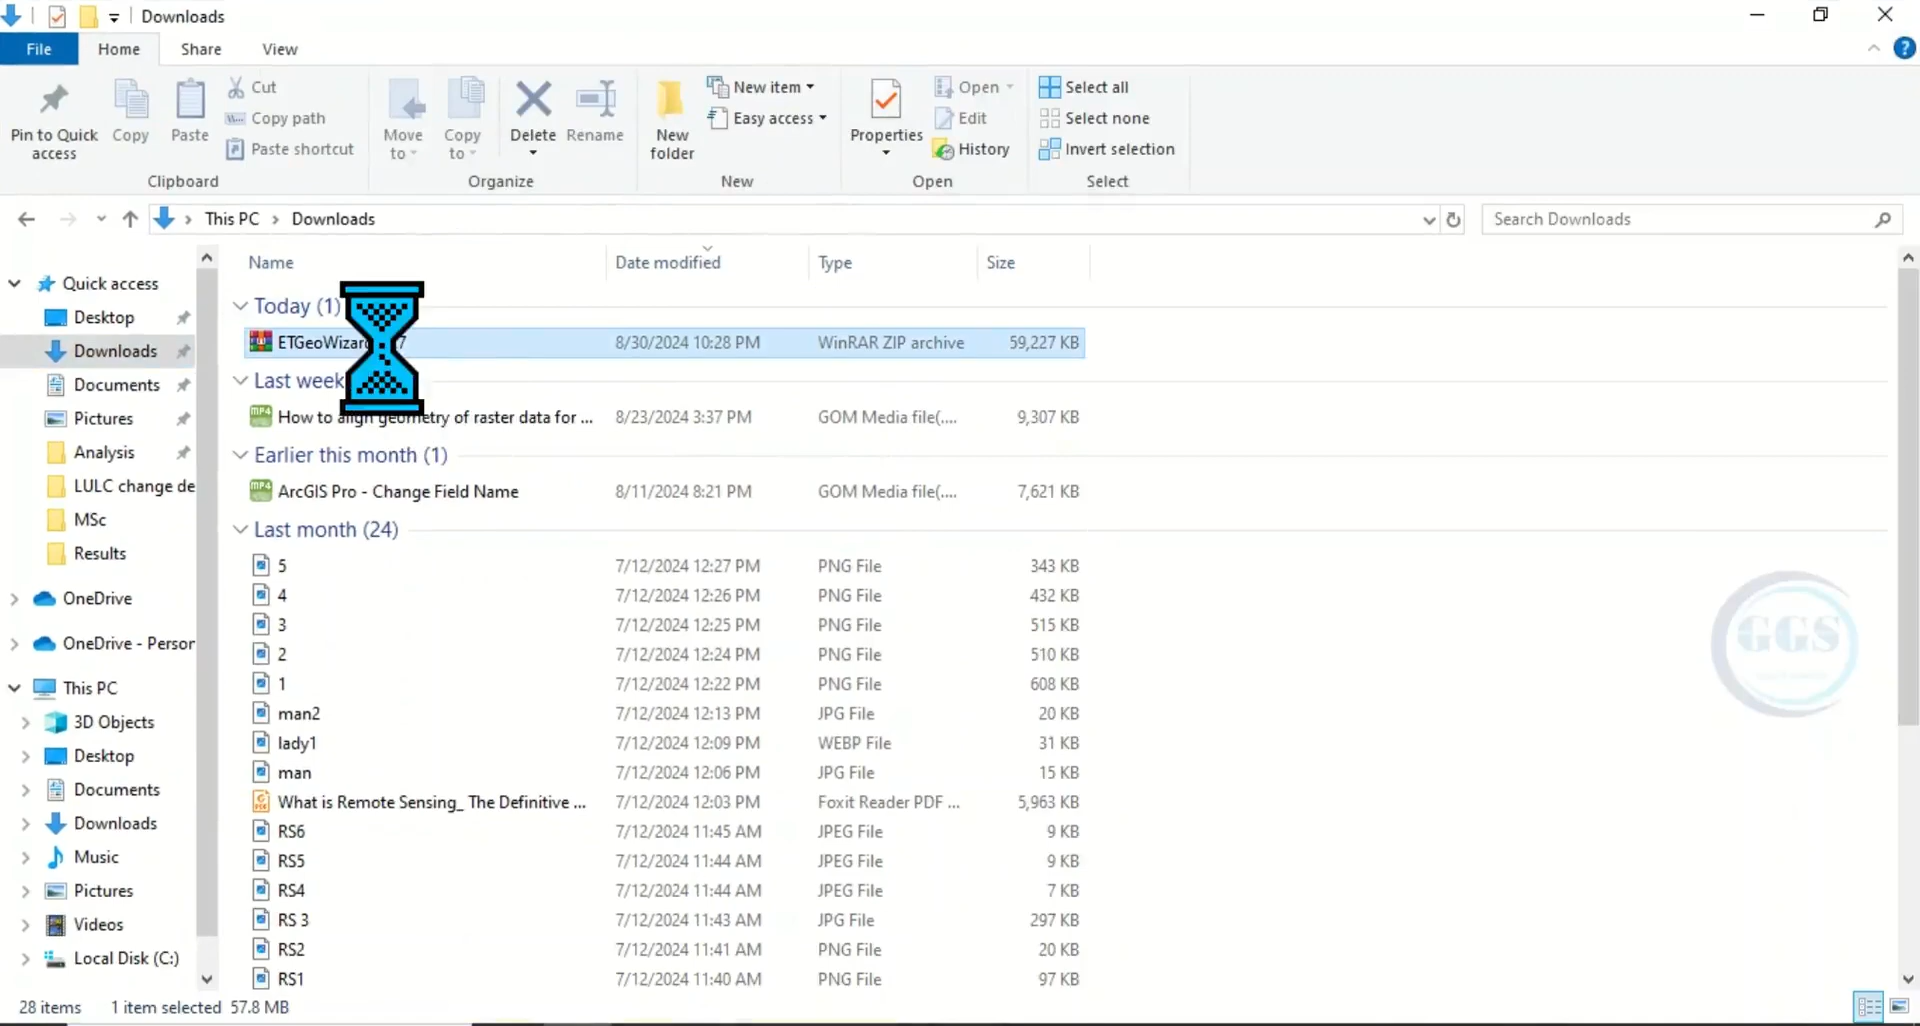 Downloads
File Home Share View
Pin to Quick access
Copy
Paste
Cut
Copy path
Paste shortcut
Clipboard
Move to
Copy to
Delete
Rename
Organize
New folder
New item
Easy access
New
Properties
Open
Edit
History
Open
Select all
Select none
Invert selection
Select
This PC > Downloads
Search Downloads
Quick access
Desktop
Downloads
Documents
Pictures
Analysis
LULC change de
MSc
Results
OneDrive
OneDrive - Person
This PC
3D Objects
Desktop
Documents
Downloads
Music
Pictures
Videos
Local Disk (C:)
Name Date modified Type Size
Today (1)
8/30/2024 10:28 PM WinRAR ZIP archive 59,227 KB
Last week
How to align geometry of raster data for ... 8/23/2024 3:37 PM GOM Media file(.... 9,307 KB
Earlier this month (1)
ArcGIS Pro - Change Field Name 8/11/2024 8:21 PM GOM Media file(.... 7,621 KB
Last month (24)
5 7/12/2024 12:27 PM PNG File 343 KB
4 7/12/2024 12:26 PM PNG File 432 KB
3 7/12/2024 12:25 PM PNG File 515 KB
2 7/12/2024 12:24 PM PNG File 510 KB
1 7/12/2024 12:22 PM PNG File 608 KB
man2 7/12/2024 12:13 PM JPG File 20 KB
lady1 7/12/2024 12:09 PM WEBP File 31 KB
man 7/12/2024 12:06 PM JPG File 15 KB
What is Remote Sensing_ The Definitive ... 7/12/2024 12:03 PM Foxit Reader PDF ... 5,963 KB
RS6 7/12/2024 11:45 AM JPEG File 9 KB
RS5 7/12/2024 11:44 AM JPEG File 9 KB
RS4 7/12/2024 11:44 AM JPEG File 7 KB
RS 3 7/12/2024 11:43 AM JPG File 297 KB
RS2 7/12/2024 11:41 AM PNG File 20 KB
RS1 7/12/2024 11:40 AM PNG File 97 KB
GGS
28 items 1 item selected 57.8 MB